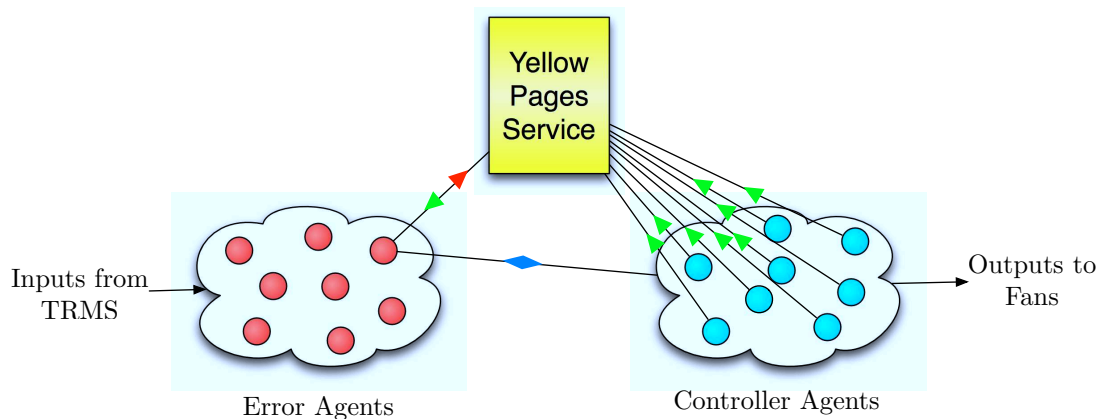 Yellow
Pages
Service
Inputs from
TRMS
Outputs to
Fans
Error Agents
Controller Agents